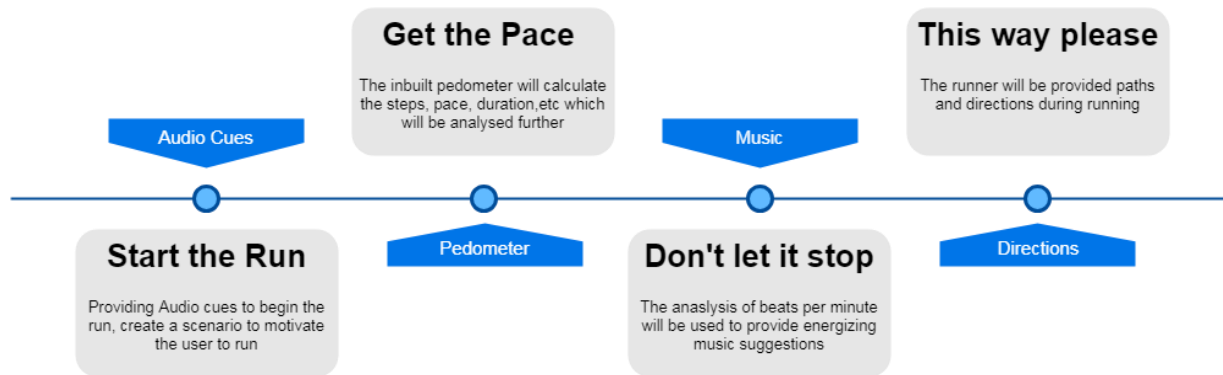 Audio Cues
Start the Run
Providing Audio cues to begin the
run, create a scenario to motivate
the user to run
Get the Pace
The inbuilt pedometer will calculate
the steps, pace, duration,etc which
will be analysed further
Pedometer
Music
Don't let it stop
The anaslysis of beats per minute
will be used to provide energizing
music suggestions
This way please
The runner will be provided paths
and directions during running
Directions